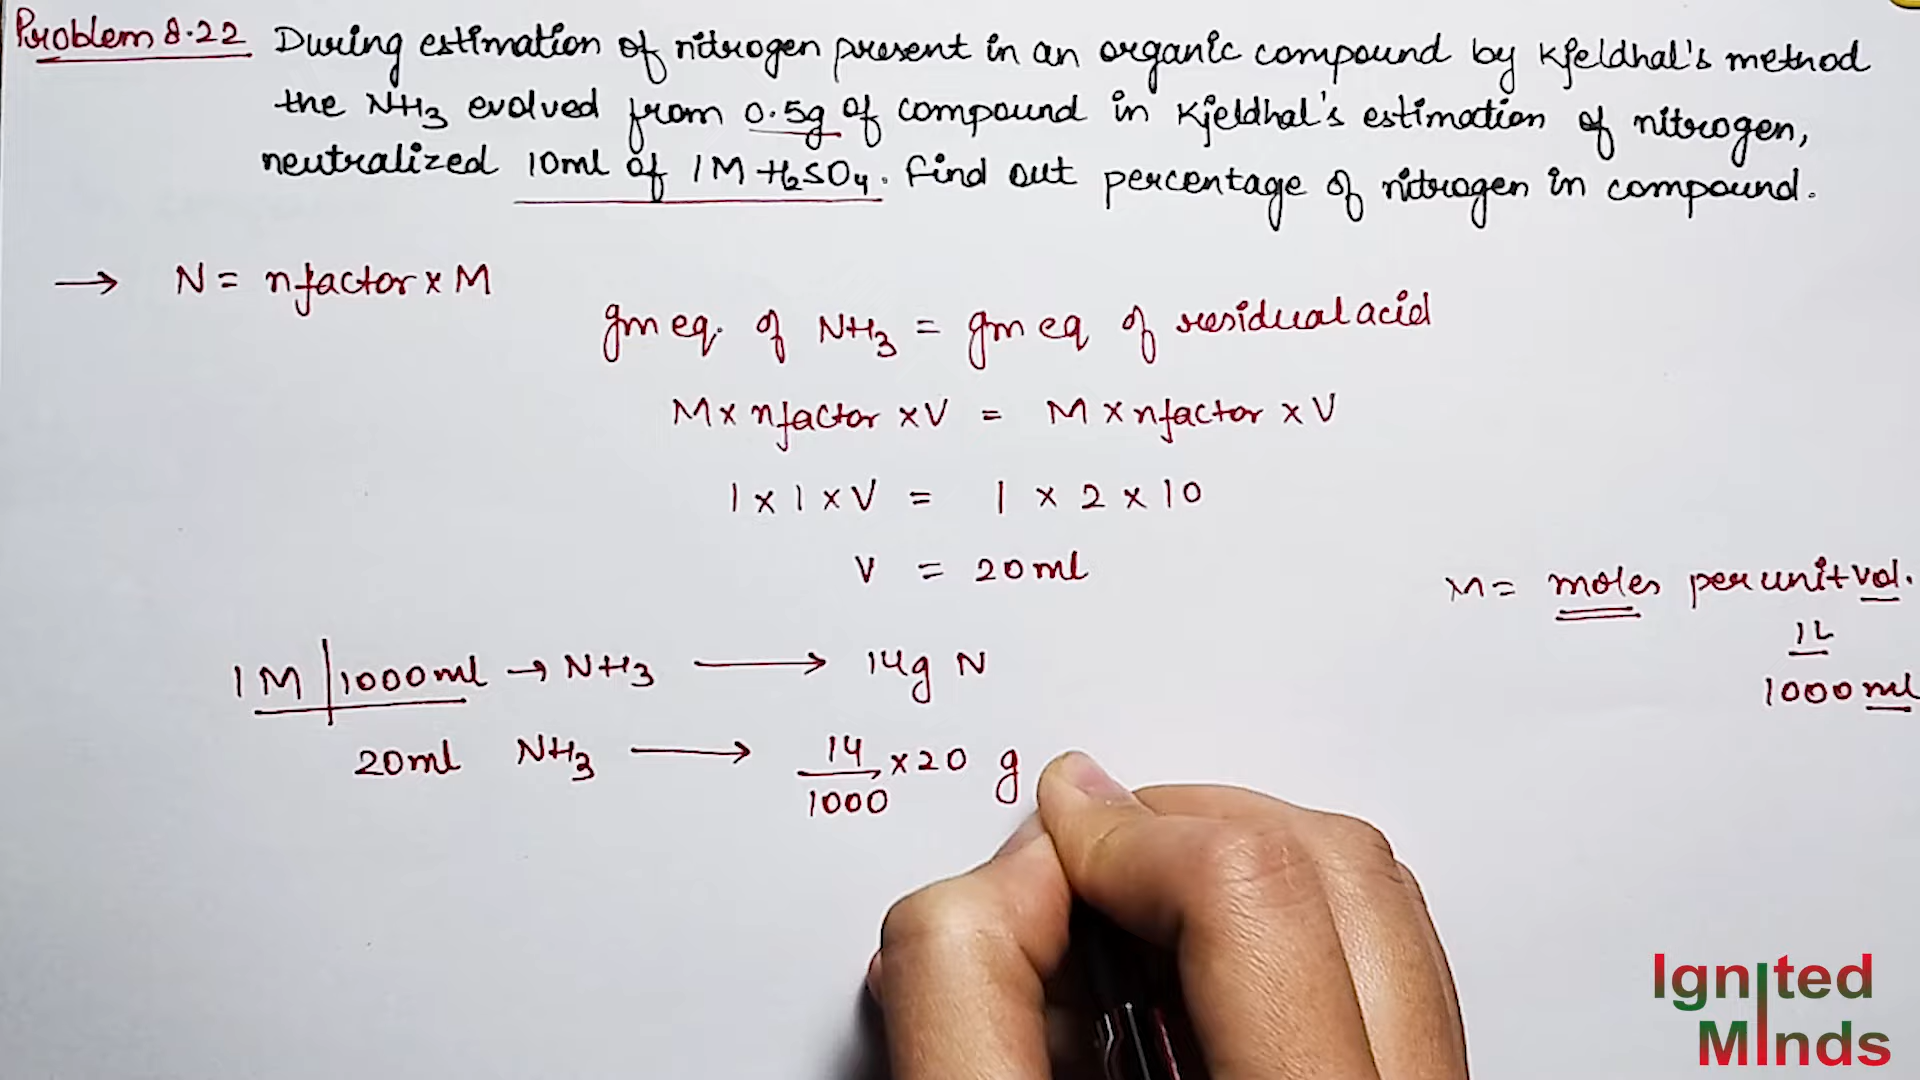 Problem 8.22 During estimation of nitrogen present in an organic compound by Kjeldhal's method
the NH3 evolved from 0.5g of compound in Kjeldhal's estimation of nitrogen,
neutralized 10ml of 1M H2SO4. Find out percentage of nitrogen in compound.
→ N = nfactor x M
gm eq. of NH3 = gm eq of residual acid
M x nfactor x V = M x nfactor x V
1 x 1 x V = 1 x 2 x 10
V = 20ml
M = moles per unit vol.
1L
1000 ml
1M | 1000ml → NH3 → 14g N
20ml NH3 → 14/1000 x 20 g
Ignited
Minds